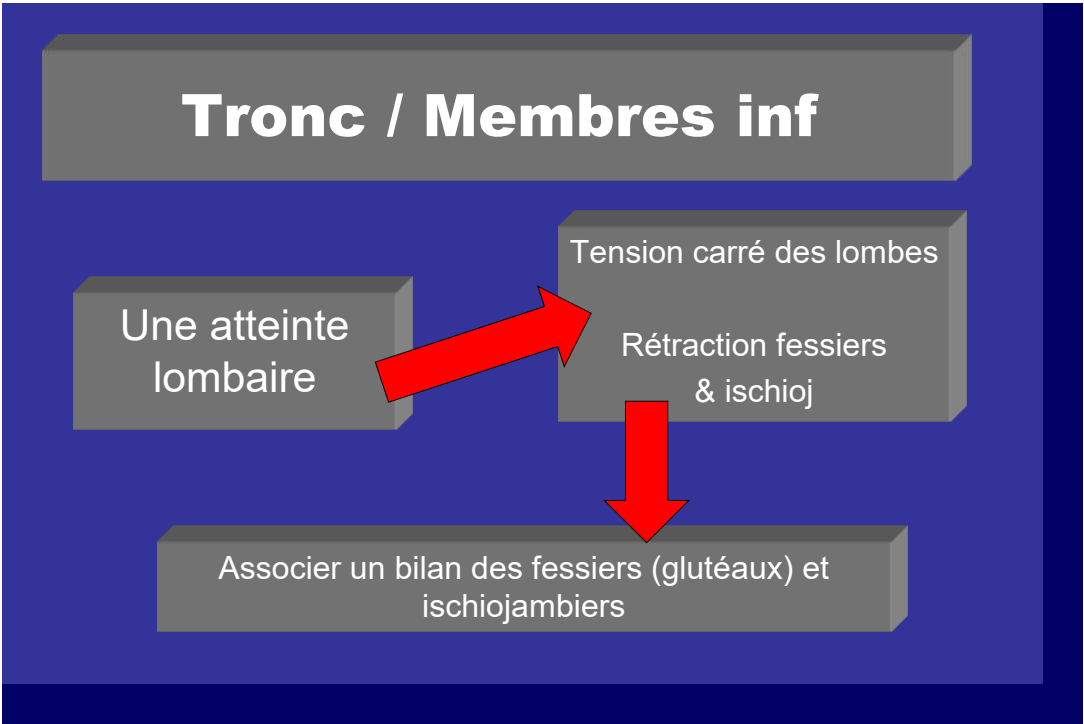 Tronc / Membres inf
Une atteinte
lombaire
Tension carré des lombes
Rétraction fessiers
& ischioj
Associer un bilan des fessiers (glutéaux) et
ischiojambiers